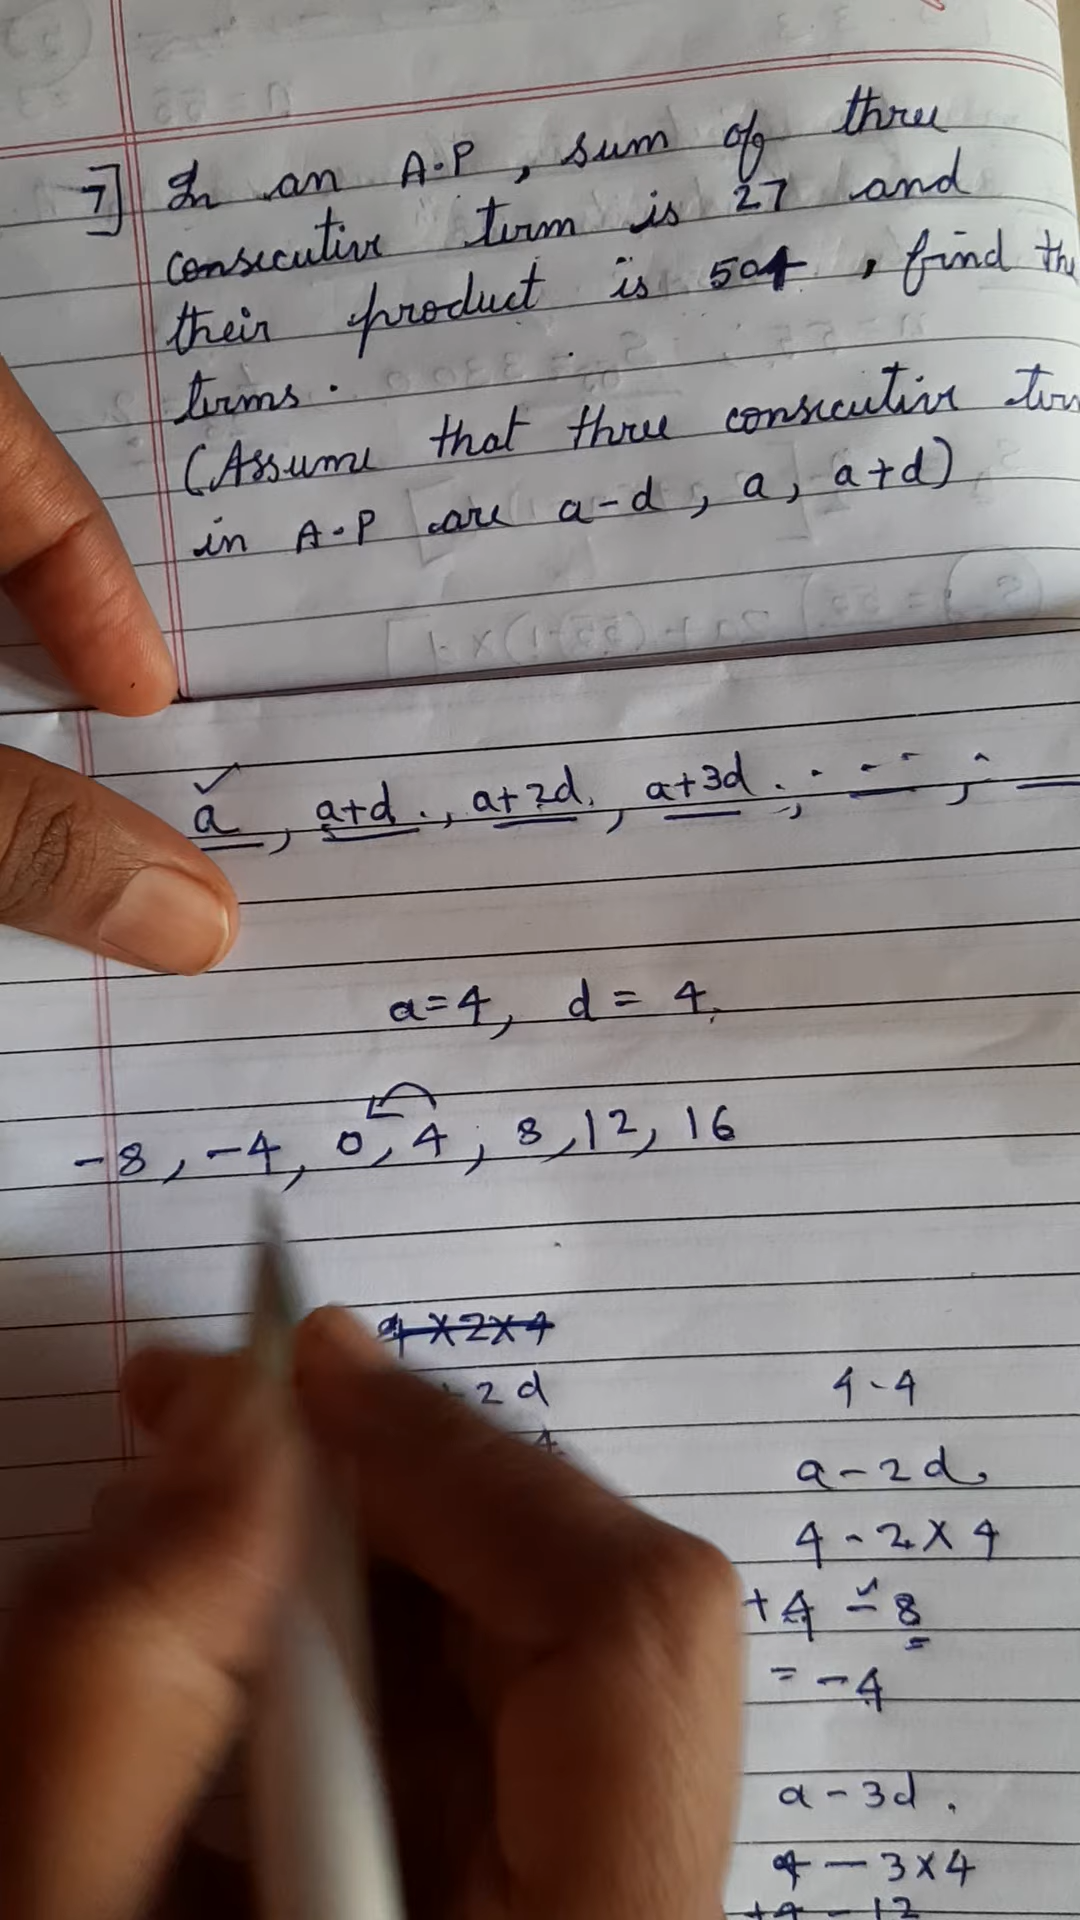 7] In an A.P, sum of three
consecutive term is 27 and
their product is 504, find the
terms.
(Assume that three consecutive
in A.P are a-d, a, a+d)
a, a+d., a+2d, a+3d.
a=4, d = 4
-8, -4, 0, 4, 8, 12, 16
2d
4-4
a-2d,
4-2×4
+4-8
= -4
a-3d.
4-3×4
+4-12